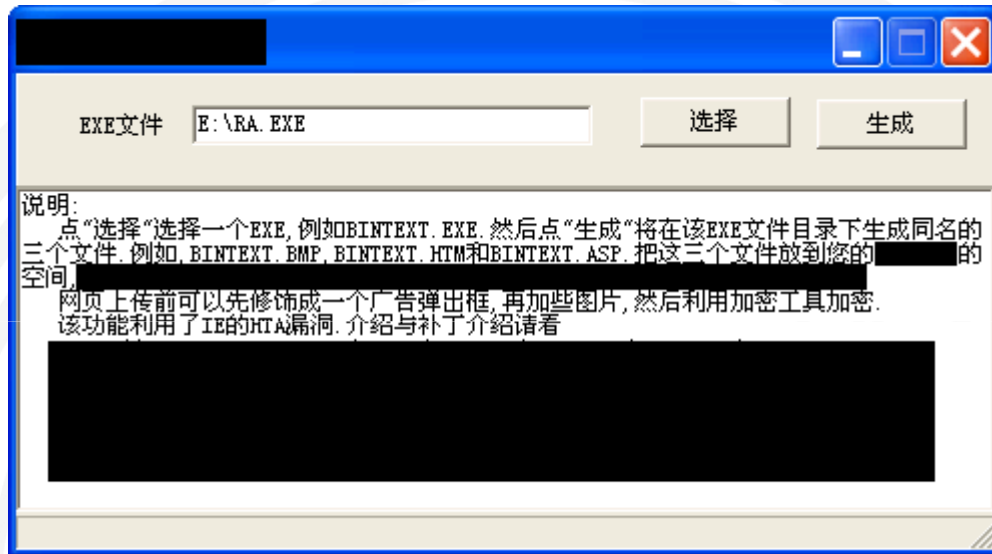 EXE文件 E:\RA.EXE 选择 生成
说明:
点“选择“选择一个EXE,例如BINTEXT.EXE.然后点“生成“将在该EXE文件目录下生成同名的
三个文件.例如,BINTEXT.BMP,BINTEXT.HTM和BINTEXT.ASP.把这三个文件放到您的 的
空间,
网页上传前可以先修饰成一个广告弹出框,再加些图片,然后利用加密工具加密.
该功能利用了IE的HTA漏洞.介绍与补丁介绍请看